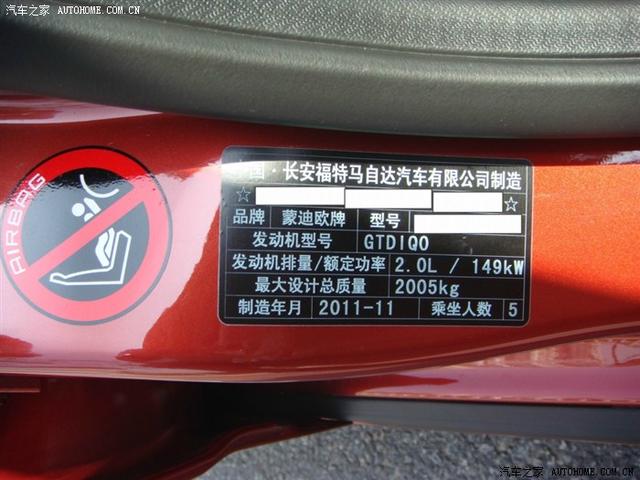 汽车之家 AUTOHOME.COM.CN
AIRBAG
国·长安福特马自达汽车有限公司制造
☆ ☆
品牌 蒙迪欧牌 型号
发动机型号 GTDIQ0
发动机排量/额定功率 2.0L / 149kW
最大设计总质量 2005kg
制造年月 2011-11 乘坐人数 5
汽车之家 AUTOHOME.COM.CN